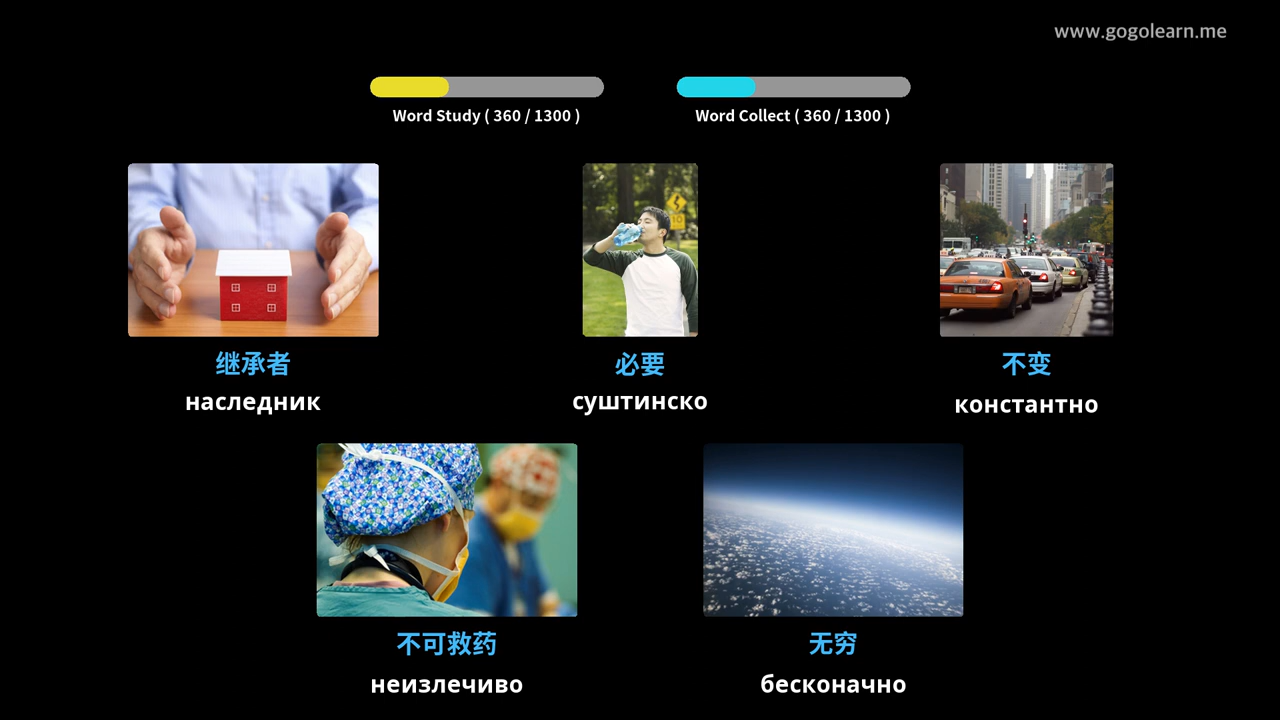 www.gogolearn.me
Word Study ( 360 / 1300 )
Word Collect ( 360 / 1300 )
继承者
наследник
必要
суштинско
不变
константно
不可救药
неизлечиво
无穷
бесконачно